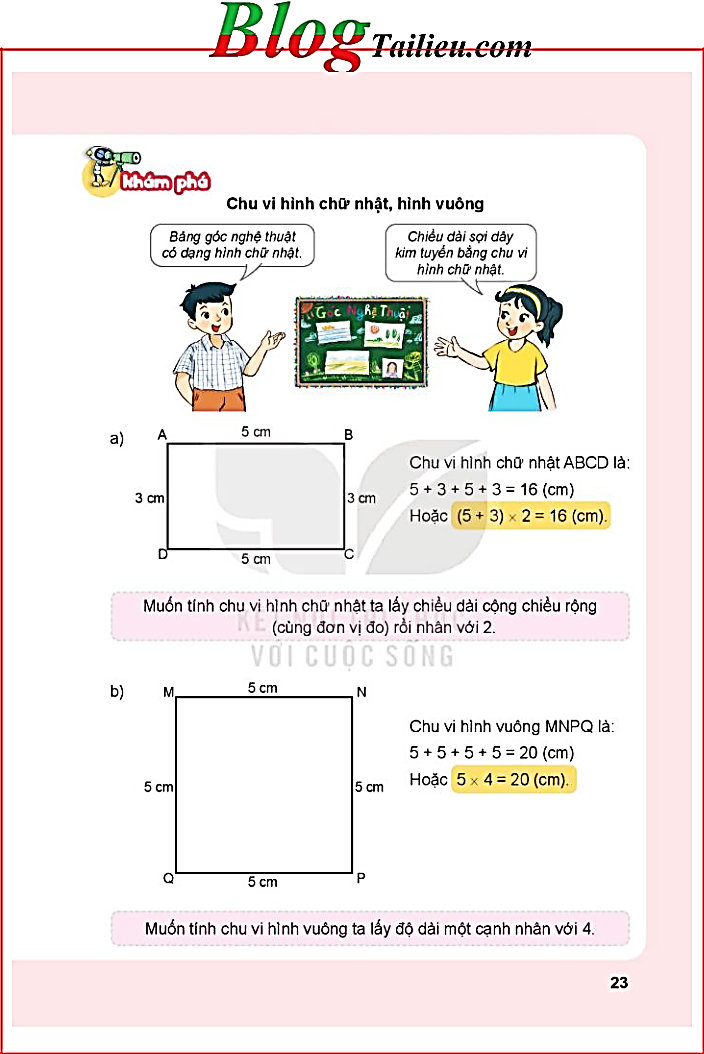 Blog Tailieu.com
khám phá
Chu vi hình chữ nhật, hình vuông
Bảng góc nghệ thuật
có dạng hình chữ nhật.
Chiều dài sợi dây
kim tuyến bằng chu vi
hình chữ nhật.
Góc Nghệ Thuật
a)
A
5 cm
B
3 cm
3 cm
D
5 cm
C
Chu vi hình chữ nhật ABCD là:
5 + 3 + 5 + 3 = 16 (cm)
Hoặc (5 + 3) × 2 = 16 (cm).
Muốn tính chu vi hình chữ nhật ta lấy chiều dài cộng chiều rộng
(cùng đơn vị đo) rồi nhân với 2.
KẾT NỐI TRI THỨC
VỚI CUỘC SỐNG
b)
M
5 cm
N
5 cm
5 cm
Q
5 cm
P
Chu vi hình vuông MNPQ là:
5 + 5 + 5 + 5 = 20 (cm)
Hoặc 5 × 4 = 20 (cm).
Muốn tính chu vi hình vuông ta lấy độ dài một cạnh nhân với 4.
23